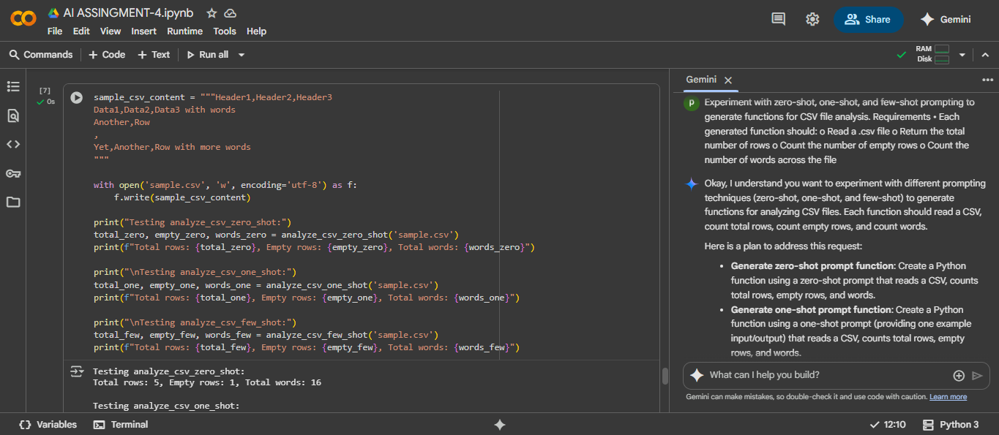 AI ASSINGMENT-4.ipynb
File Edit View Insert Runtime Tools Help
Share
Gemini
Commands + Code + Text Run all
RAM
Disk
[7]
0s
sample_csv_content = """Header1,Header2,Header3
Data1,Data2,Data3 with words
Another,Row
,
Yet,Another,Row with more words
"""
with open('sample.csv', 'w', encoding='utf-8') as f:
f.write(sample_csv_content)
print("Testing analyze_csv_zero_shot:")
total_zero, empty_zero, words_zero = analyze_csv_zero_shot('sample.csv')
print(f"Total rows: {total_zero}, Empty rows: {empty_zero}, Total words: {words_zero}")
print("\nTesting analyze_csv_one_shot:")
total_one, empty_one, words_one = analyze_csv_one_shot('sample.csv')
print(f"Total rows: {total_one}, Empty rows: {empty_one}, Total words: {words_one}")
print("\nTesting analyze_csv_few_shot:")
total_few, empty_few, words_few = analyze_csv_few_shot('sample.csv')
print(f"Total rows: {total_few}, Empty rows: {empty_few}, Total words: {words_few}")
Testing analyze_csv_zero_shot:
Total rows: 5, Empty rows: 1, Total words: 16
Testing analyze_csv_one_shot:
Gemini
P
Experiment with zero-shot, one-shot, and few-shot prompting to
generate functions for CSV file analysis. Requirements • Each
generated function should: o Read a .csv file o Return the total
number of rows o Count the number of empty rows o Count the
number of words across the file
Okay, I understand you want to experiment with different prompting
techniques (zero-shot, one-shot, and few-shot) to generate
functions for analyzing CSV files. Each function should read a CSV,
count total rows, count empty rows, and count words.
Here is a plan to address this request:
• Generate zero-shot prompt function: Create a Python
function using a zero-shot prompt that reads a CSV, counts
total rows, empty rows, and words.
• Generate one-shot prompt function: Create a Python
function using a one-shot prompt (providing one example
input/output) that reads a CSV, counts total rows, empty
rows, and words.
What can I help you build?
Gemini can make mistakes, so double-check it and use code with caution. Learn more
{} Variables Terminal
12:10 Python 3